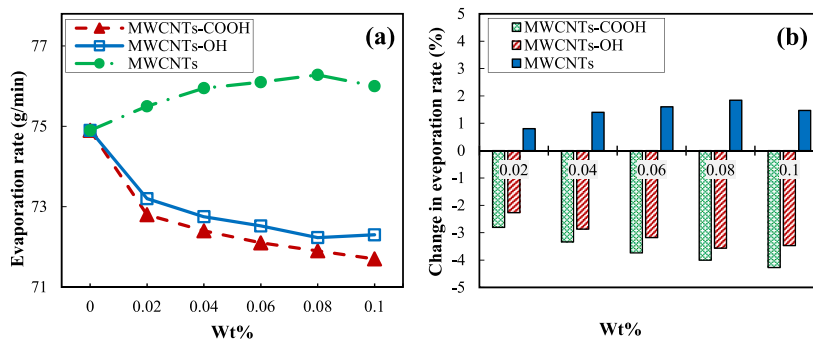 MWCNTs-COOH
MWCNTs-OH
MWCNTs
(a)
77
75
73
71
Evaporation rate (g/min)
0 0.02 0.04 0.06 0.08 0.1
Wt%
MWCNTs-COOH
MWCNTs-OH
MWCNTs
(b)
5
4
3
2
1
0
-1
-2
-3
-4
-5
Change in eveporation rate (%)
0.02 0.04 0.06 0.08 0.1
Wt%